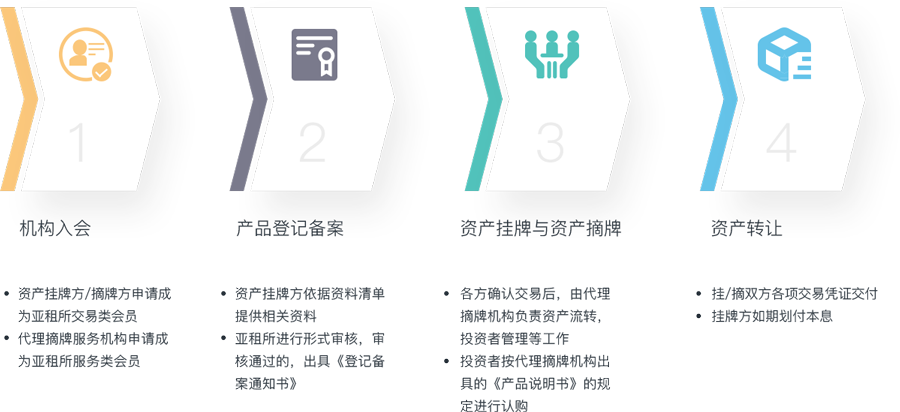 1
2
3
4
机构入会
产品登记备案
资产挂牌与资产摘牌
资产转让
• 资产挂牌方/摘牌方申请成
为亚租所交易类会员
• 代理摘牌服务机构申请成
为亚租所服务类会员
• 资产挂牌方依据资料清单
提供相关资料
• 亚租所进行形式审核，审
核通过的，出具《登记备
案通知书》
• 各方确认交易后，由代理
摘牌机构负责资产流转，
投资者管理等工作
• 投资者按代理摘牌机构出
具的《产品说明书》的规
定进行认购
• 挂/摘双方各项交易凭证交付
• 挂牌方如期划付本息